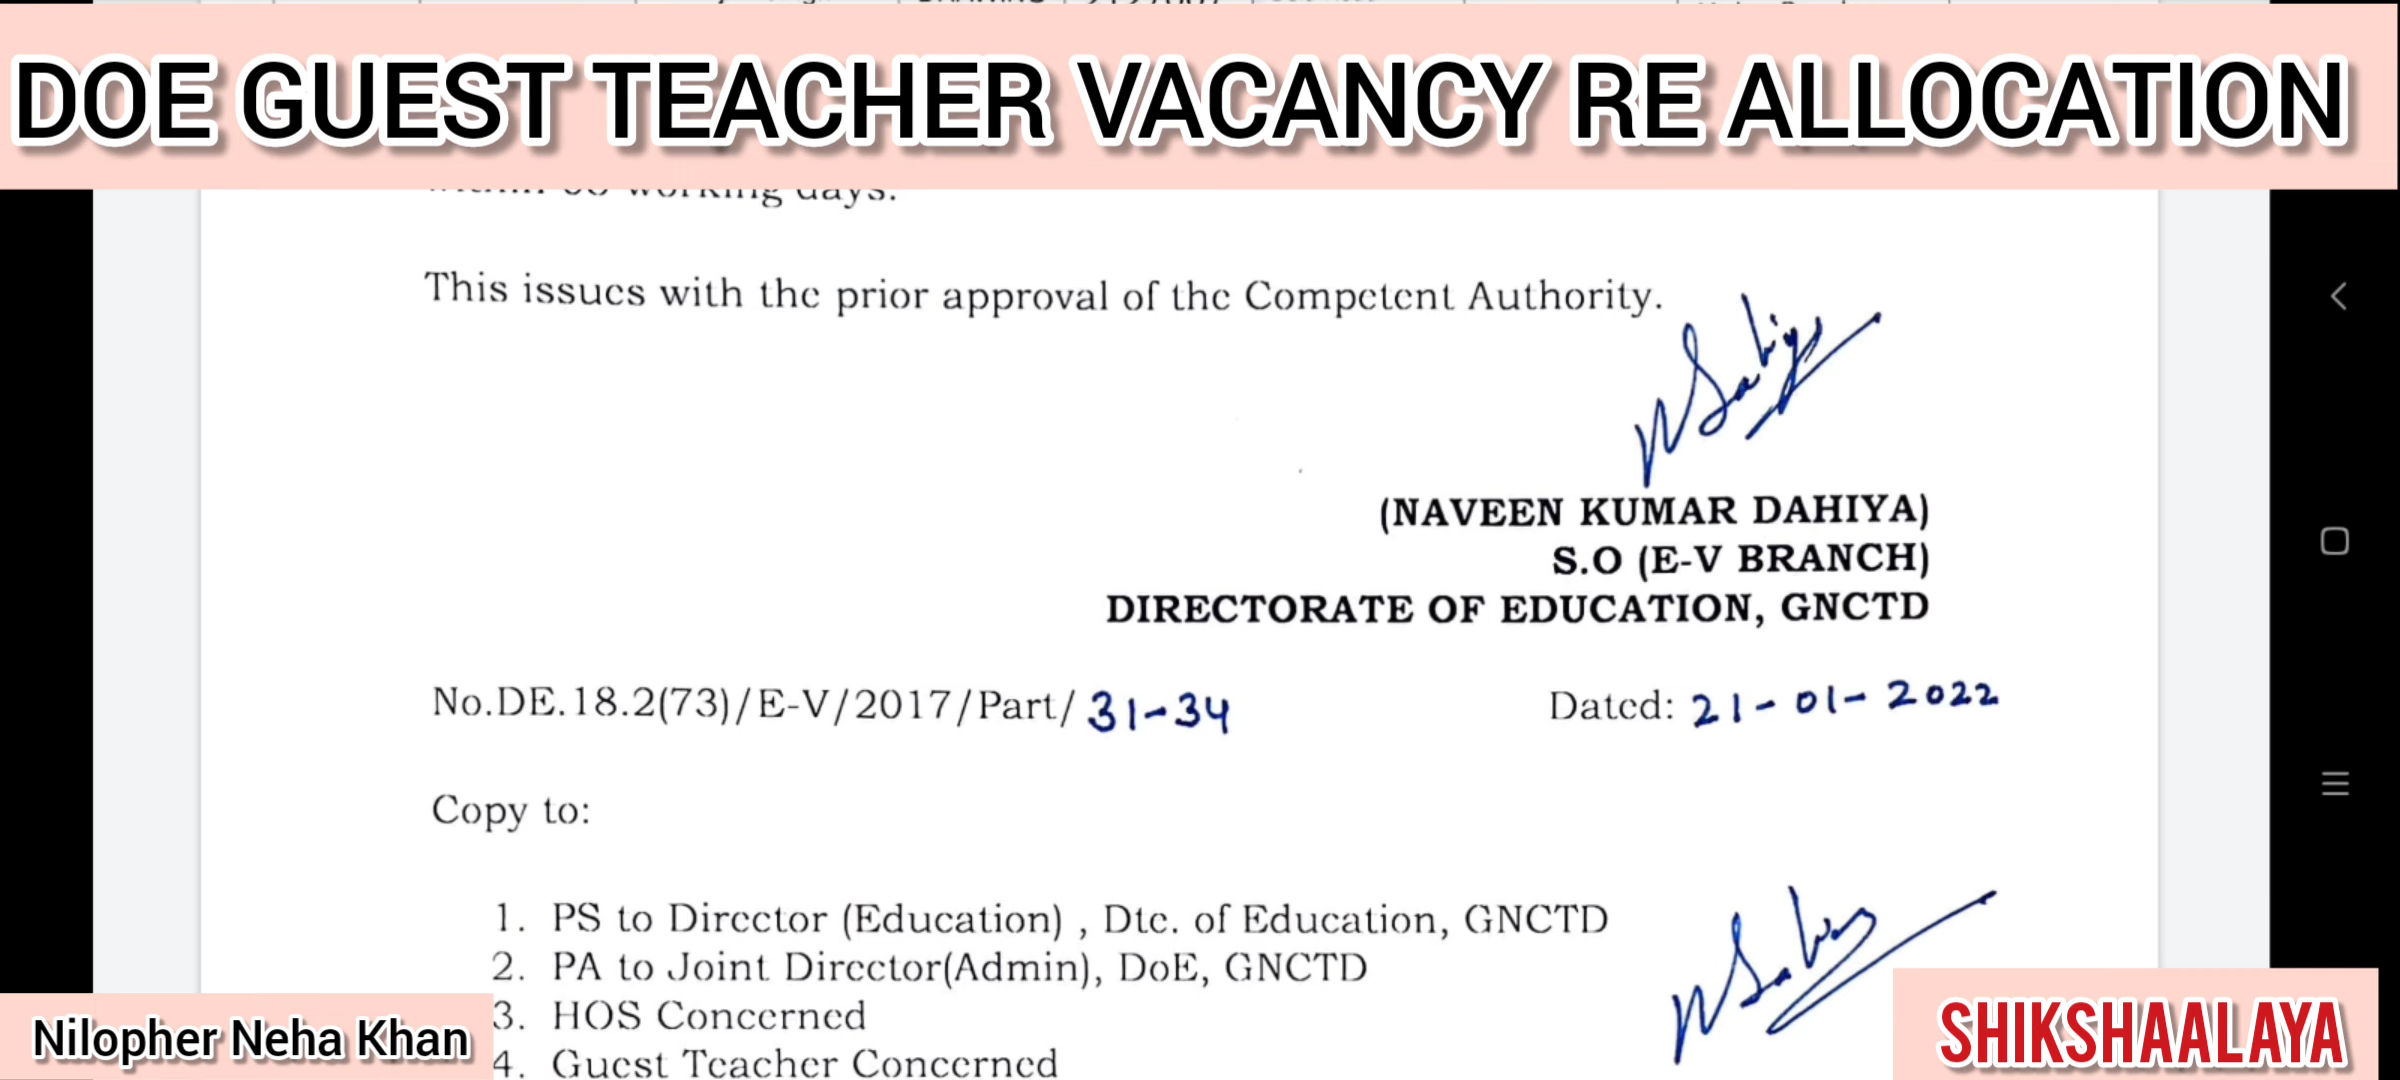 DOE GUEST TEACHER VACANCY RE ALLOCATION
working days.
This issues with the prior approval of the Competent Authority.
(NAVEEN KUMAR DAHIYA)
S.O (E-V BRANCH)
DIRECTORATE OF EDUCATION, GNCTD
No.DE.18.2(73)/E-V/2017/Part/ 31-34 Dated: 21-01-2022
Copy to:
1. PS to Director (Education) , Dte. of Education, GNCTD
2. PA to Joint Director(Admin), DoE, GNCTD
3. HOS Concerned
4. Guest Teacher Concerned
Nilopher Neha Khan
SHIKSHAALAYA